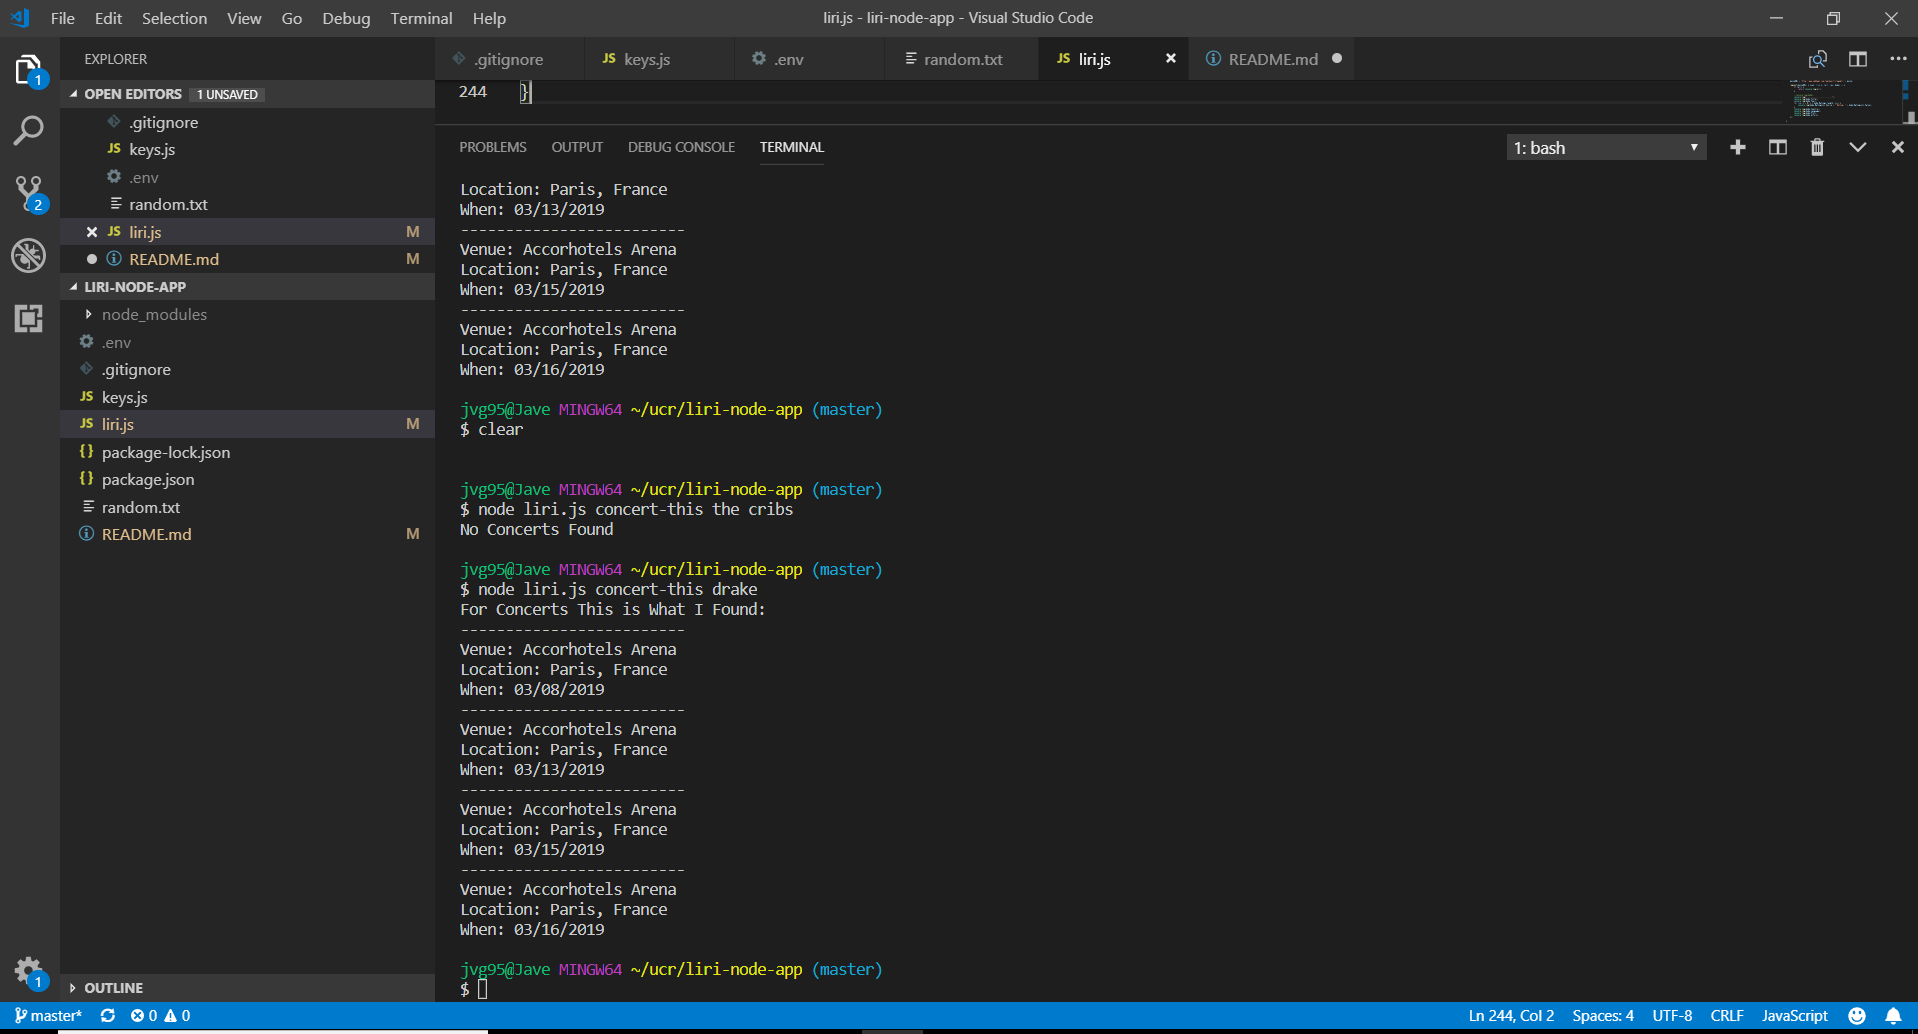 File Edit Selection View Go Debug Terminal Help
liri.js - liri-node-app - Visual Studio Code
EXPLORER
OPEN EDITORS 1 UNSAVED
.gitignore
JS keys.js
.env
random.txt
JS liri.js M
README.md M
LIRI-NODE-APP
node_modules
.env
.gitignore
JS keys.js
JS liri.js M
{} package-lock.json
{} package.json
random.txt
README.md M
OUTLINE
1
2
1
.gitignore JS keys.js .env random.txt JS liri.js README.md
244 }
PROBLEMS OUTPUT DEBUG CONSOLE TERMINAL
1: bash
Location: Paris, France
When: 03/13/2019
-------------------------
Venue: Accorhotels Arena
Location: Paris, France
When: 03/15/2019
-------------------------
Venue: Accorhotels Arena
Location: Paris, France
When: 03/16/2019
jvg95@Jave MINGW64 ~/ucr/liri-node-app (master)
$ clear
jvg95@Jave MINGW64 ~/ucr/liri-node-app (master)
$ node liri.js concert-this the cribs
No Concerts Found
jvg95@Jave MINGW64 ~/ucr/liri-node-app (master)
$ node liri.js concert-this drake
For Concerts This is What I Found:
-------------------------
Venue: Accorhotels Arena
Location: Paris, France
When: 03/08/2019
-------------------------
Venue: Accorhotels Arena
Location: Paris, France
When: 03/13/2019
-------------------------
Venue: Accorhotels Arena
Location: Paris, France
When: 03/15/2019
-------------------------
Venue: Accorhotels Arena
Location: Paris, France
When: 03/16/2019
jvg95@Jave MINGW64 ~/ucr/liri-node-app (master)
$
master* 0 0 Ln 244, Col 2 Spaces: 4 UTF-8 CRLF JavaScript